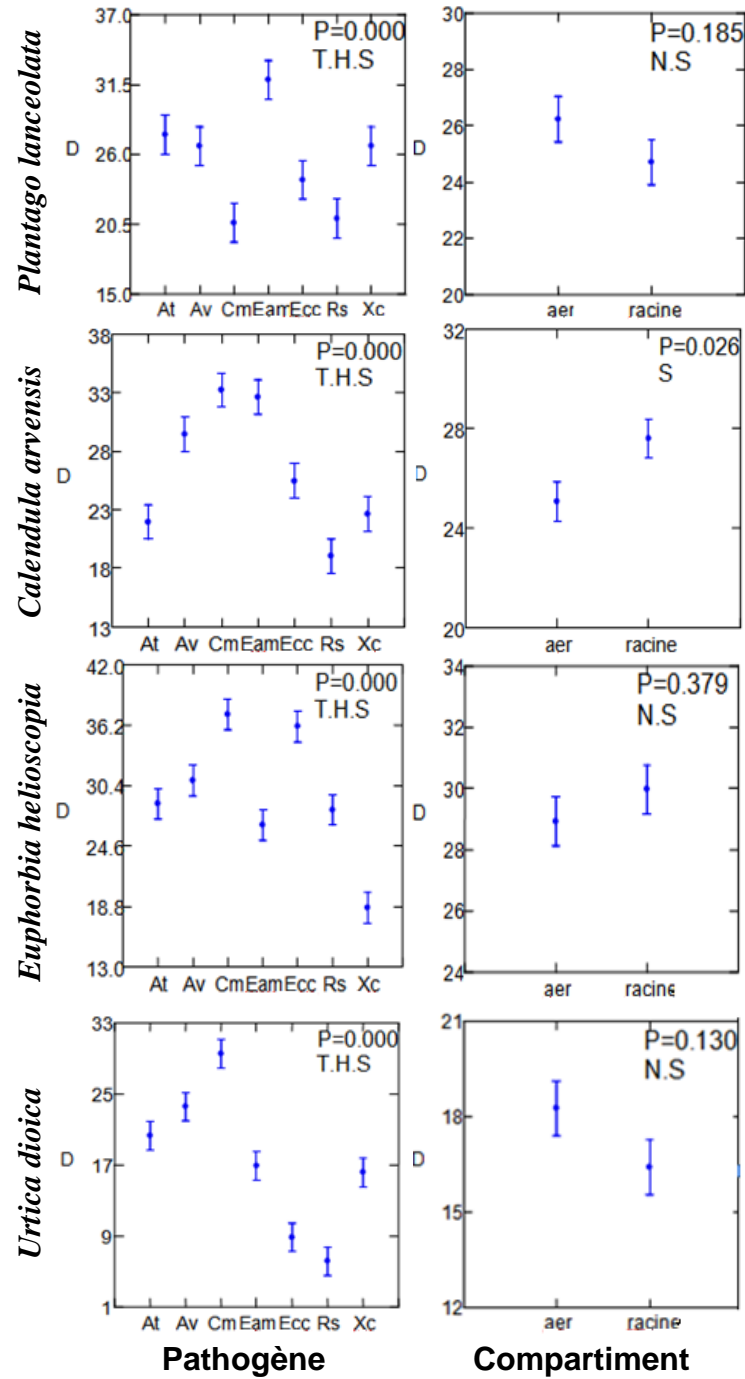 Plantago lanceolata
37.0
31.5
26.0
20.5
15.0
D
P=0.000
T.H.S
At Av Cm Eam Ecc Rs Xc
30
28
26
24
22
20
D
P=0.185
N.S
aer racine
Calendula arvensis
38
33
28
23
18
13
D
P=0.000
T.H.S
At Av Cm Eam Ecc Rs Xc
32
28
24
20
D
P=0.026
S
aer racine
Euphorbia helioscopia
42.0
36.2
30.4
24.6
18.8
13.0
D
P=0.000
T.H.S
At Av Cm Eam Ecc Rs Xc
34
32
30
28
26
24
D
P=0.379
N.S
aer racine
Urtica dioica
33
25
17
9
1
D
P=0.000
T.H.S
At Av Cm Eam Ecc Rs Xc
21
18
15
12
D
P=0.130
N.S
aer racine
Pathogène
Compartiment